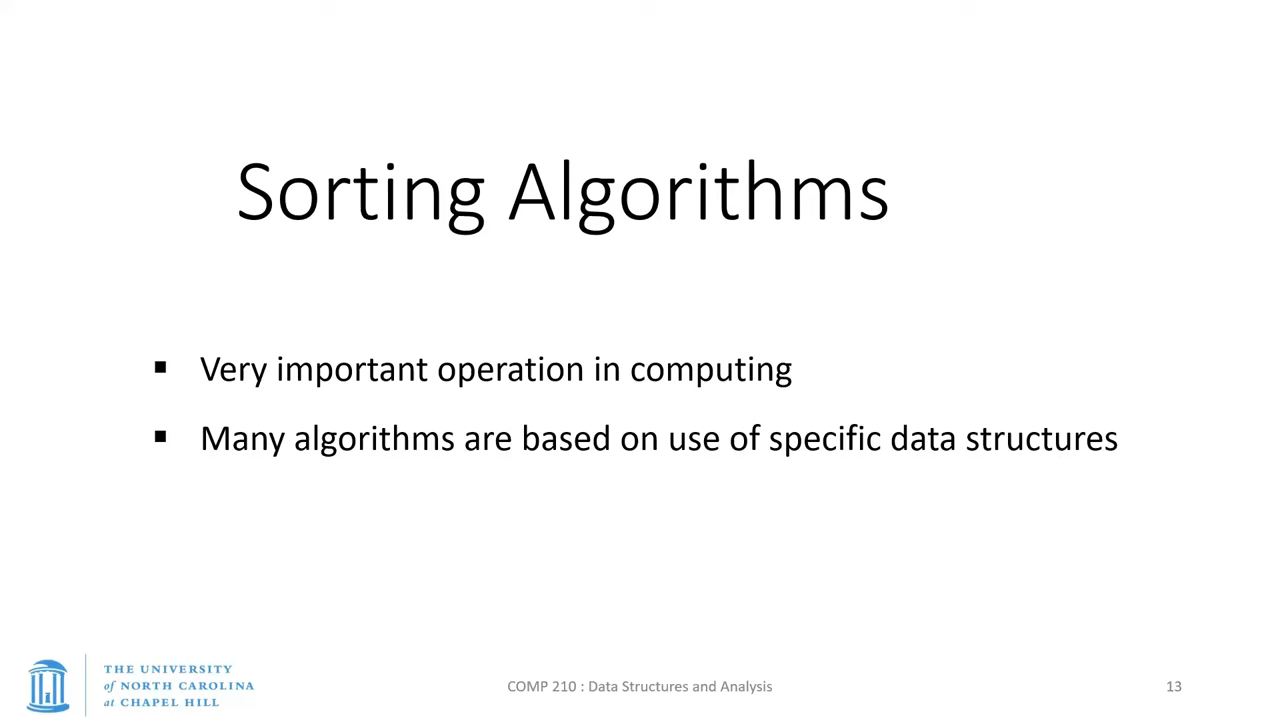 Sorting Algorithms
▪ Very important operation in computing
▪ Many algorithms are based on use of specific data structures
THE UNIVERSITY
of NORTH CAROLINA
at CHAPEL HILL
COMP 210 : Data Structures and Analysis
13